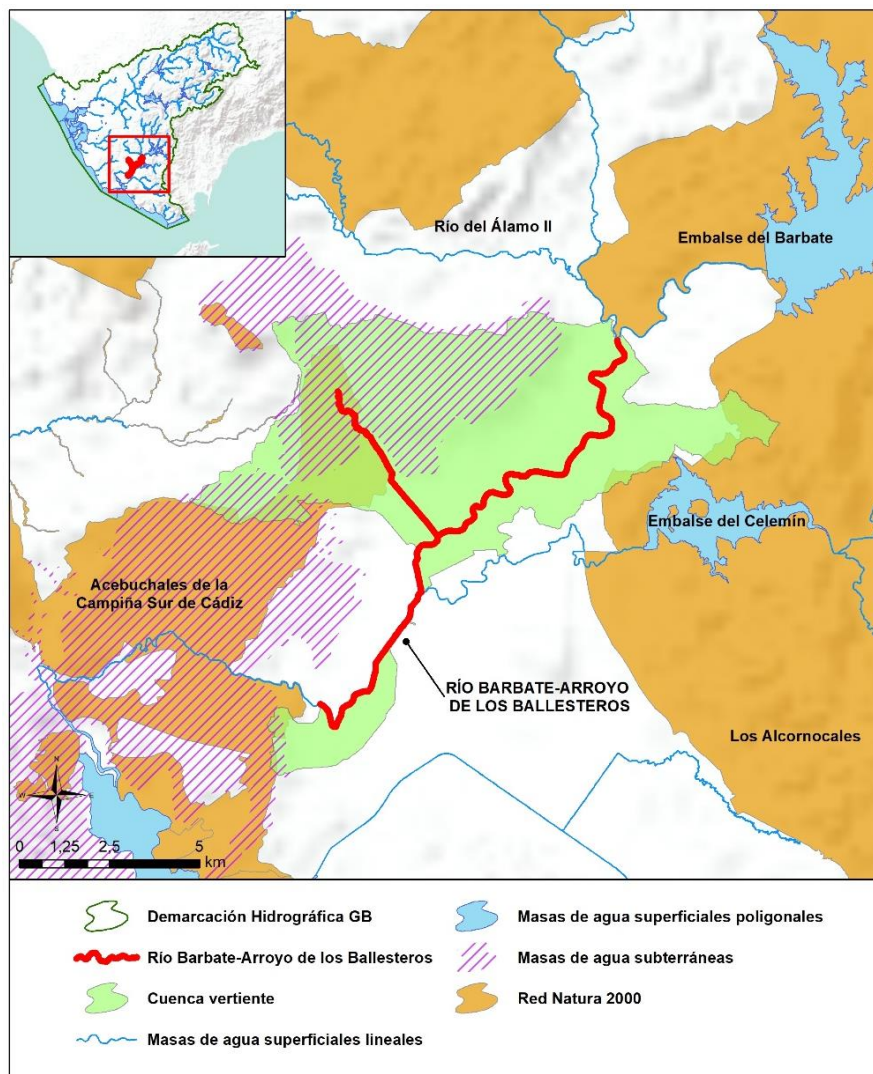 Río del Álamo II
Embalse del Barbate
Embalse del Celemín
Acebuchales de la
Campiña Sur de Cádiz
RÍO BARBATE-ARROYO
DE LOS BALLESTEROS
Los Alcornocales
N
W
E
S
0 1,25 2,5 5
km
Demarcación Hidrográfica GB
Masas de agua superficiales poligonales
Río Barbate-Arroyo de los Ballesteros
Masas de agua subterráneas
Cuenca vertiente
Red Natura 2000
Masas de agua superficiales lineales